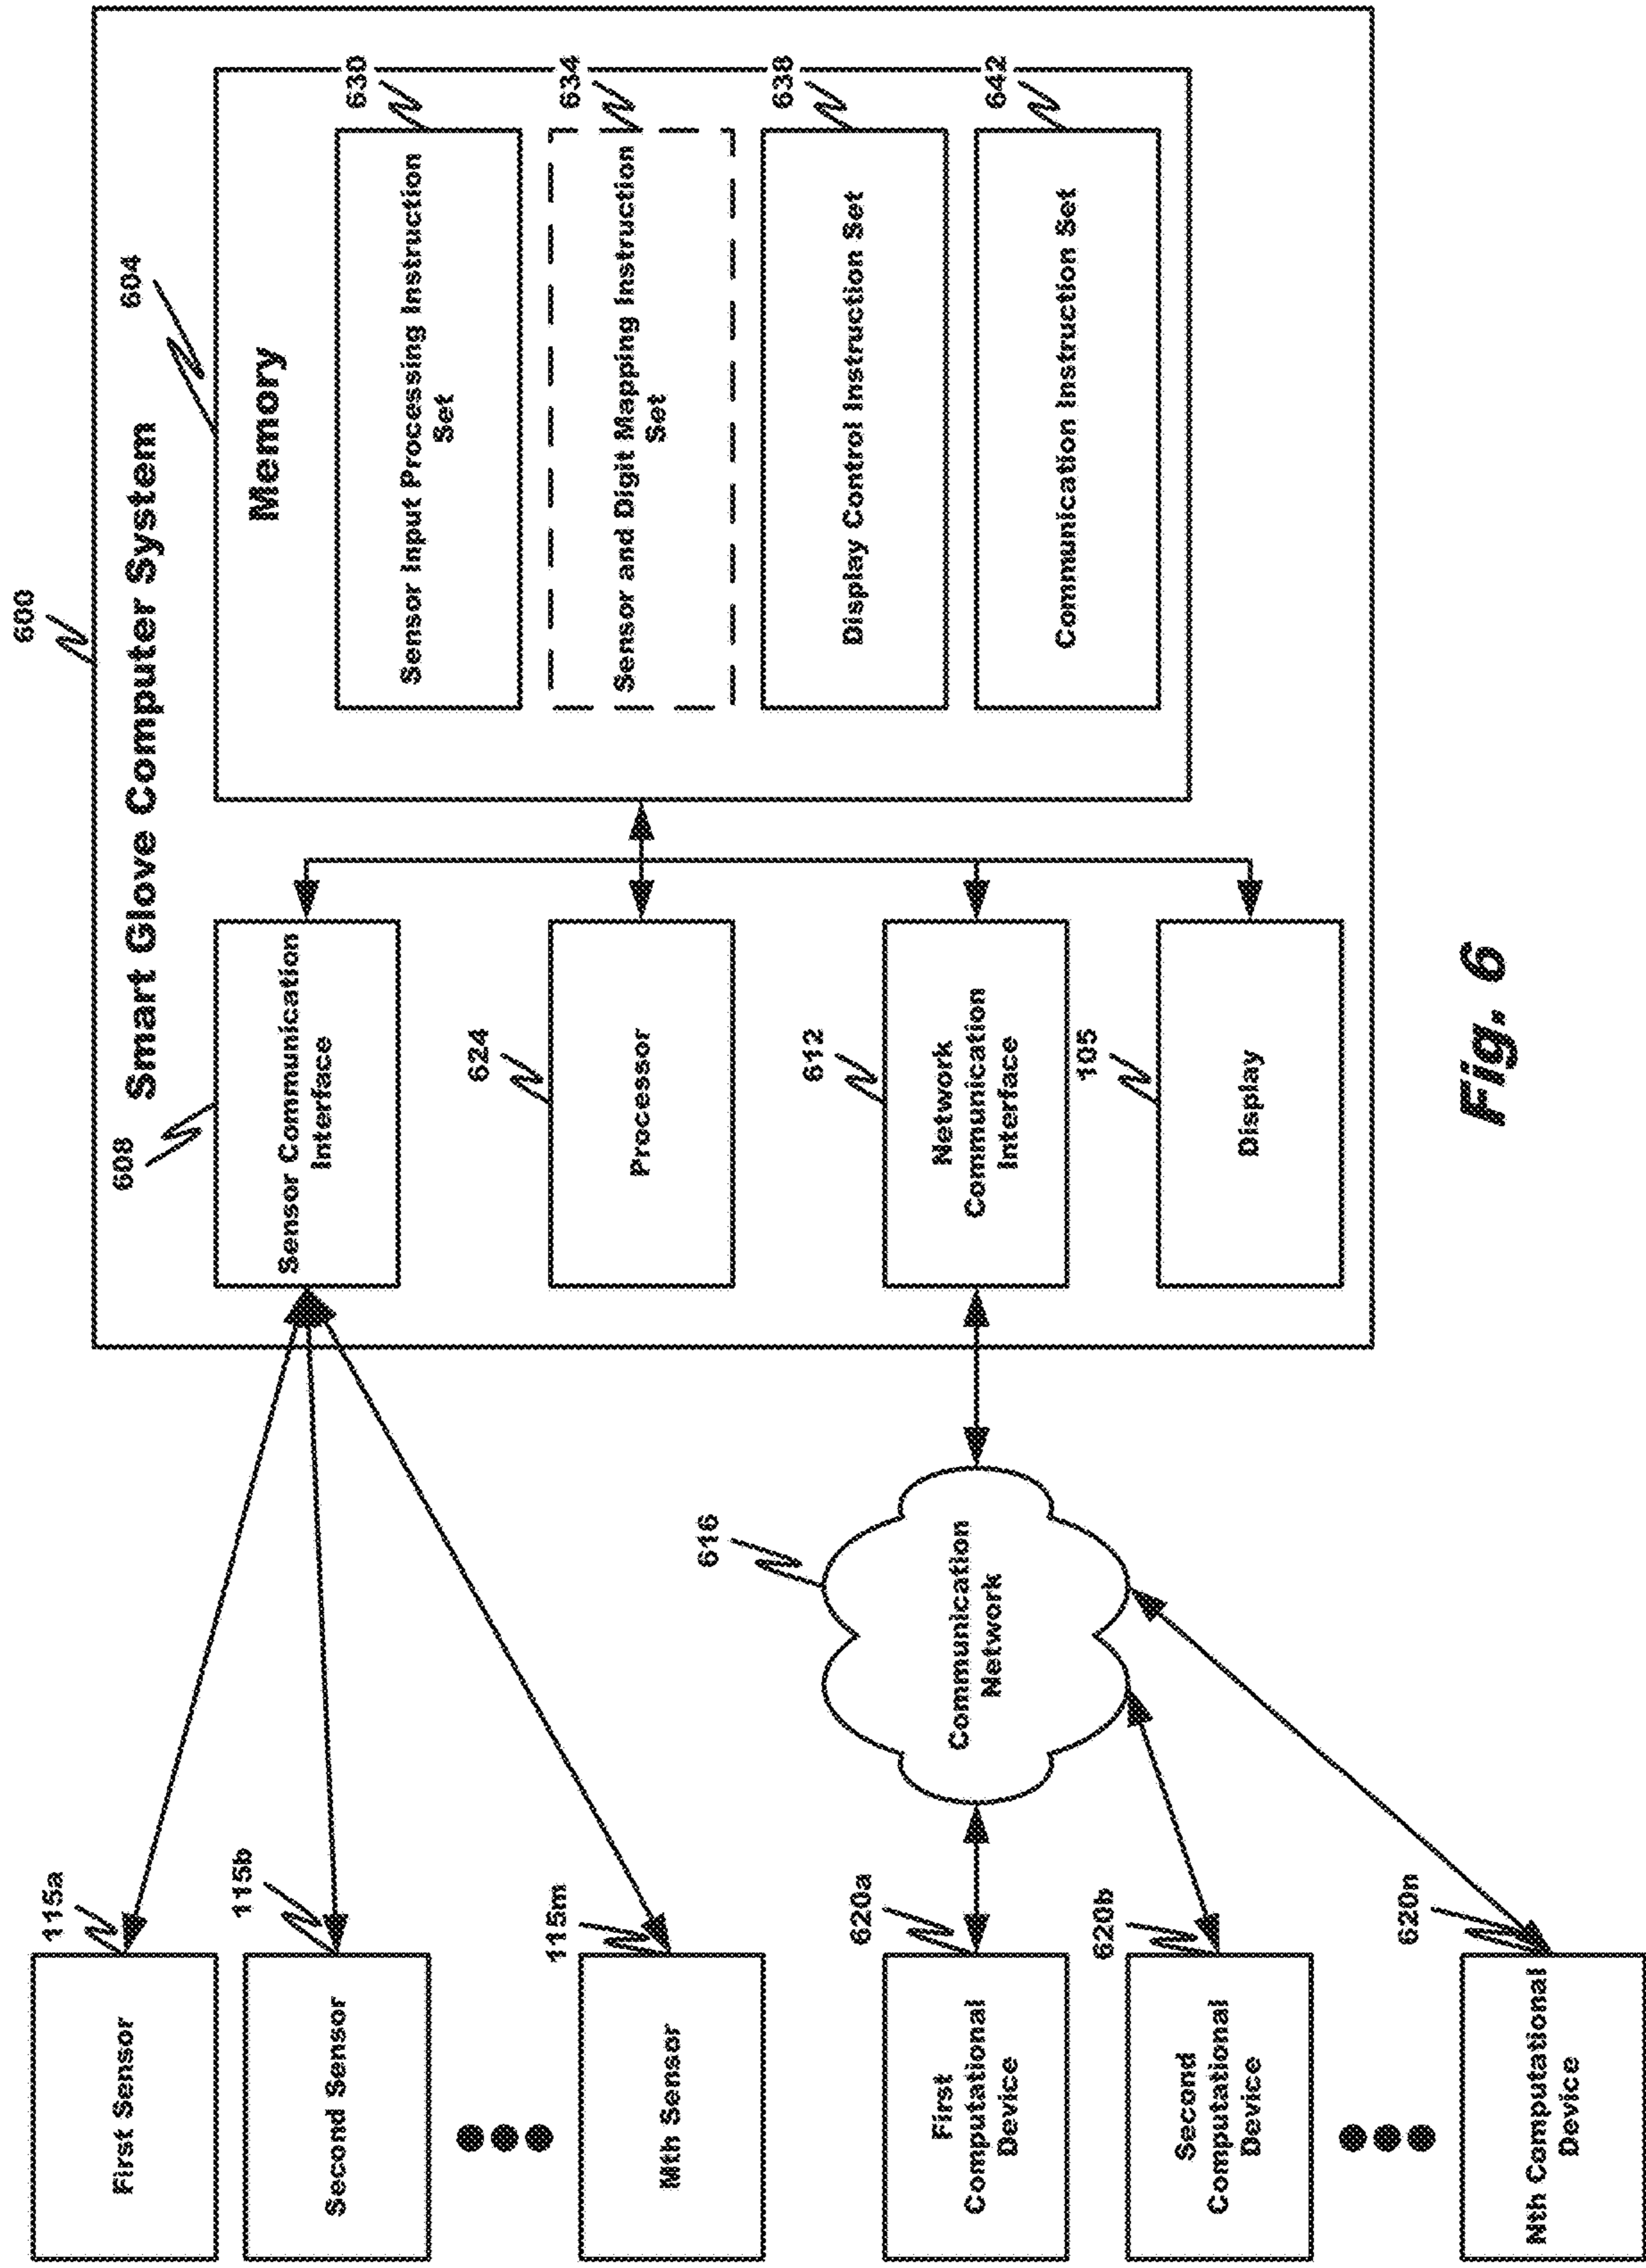 600
Smart Glove Computer System
604
Memory
630
Sensor Input Processing Instruction
Set
634
Sensor and Digit Mapping Instruction
Set
638
Display Control Instruction Set
642
Communication Instruction Set
608
Sensor Communication
Interface
624
Processor
612
Network
Communication
Interface
105
Display
115a
First Sensor
115b
Second Sensor
115m
Mth Sensor
616
Communication
Network
620a
First
Computational
Device
620b
Second
Computational
Device
620n
Nth Computational
Device
Fig. 6